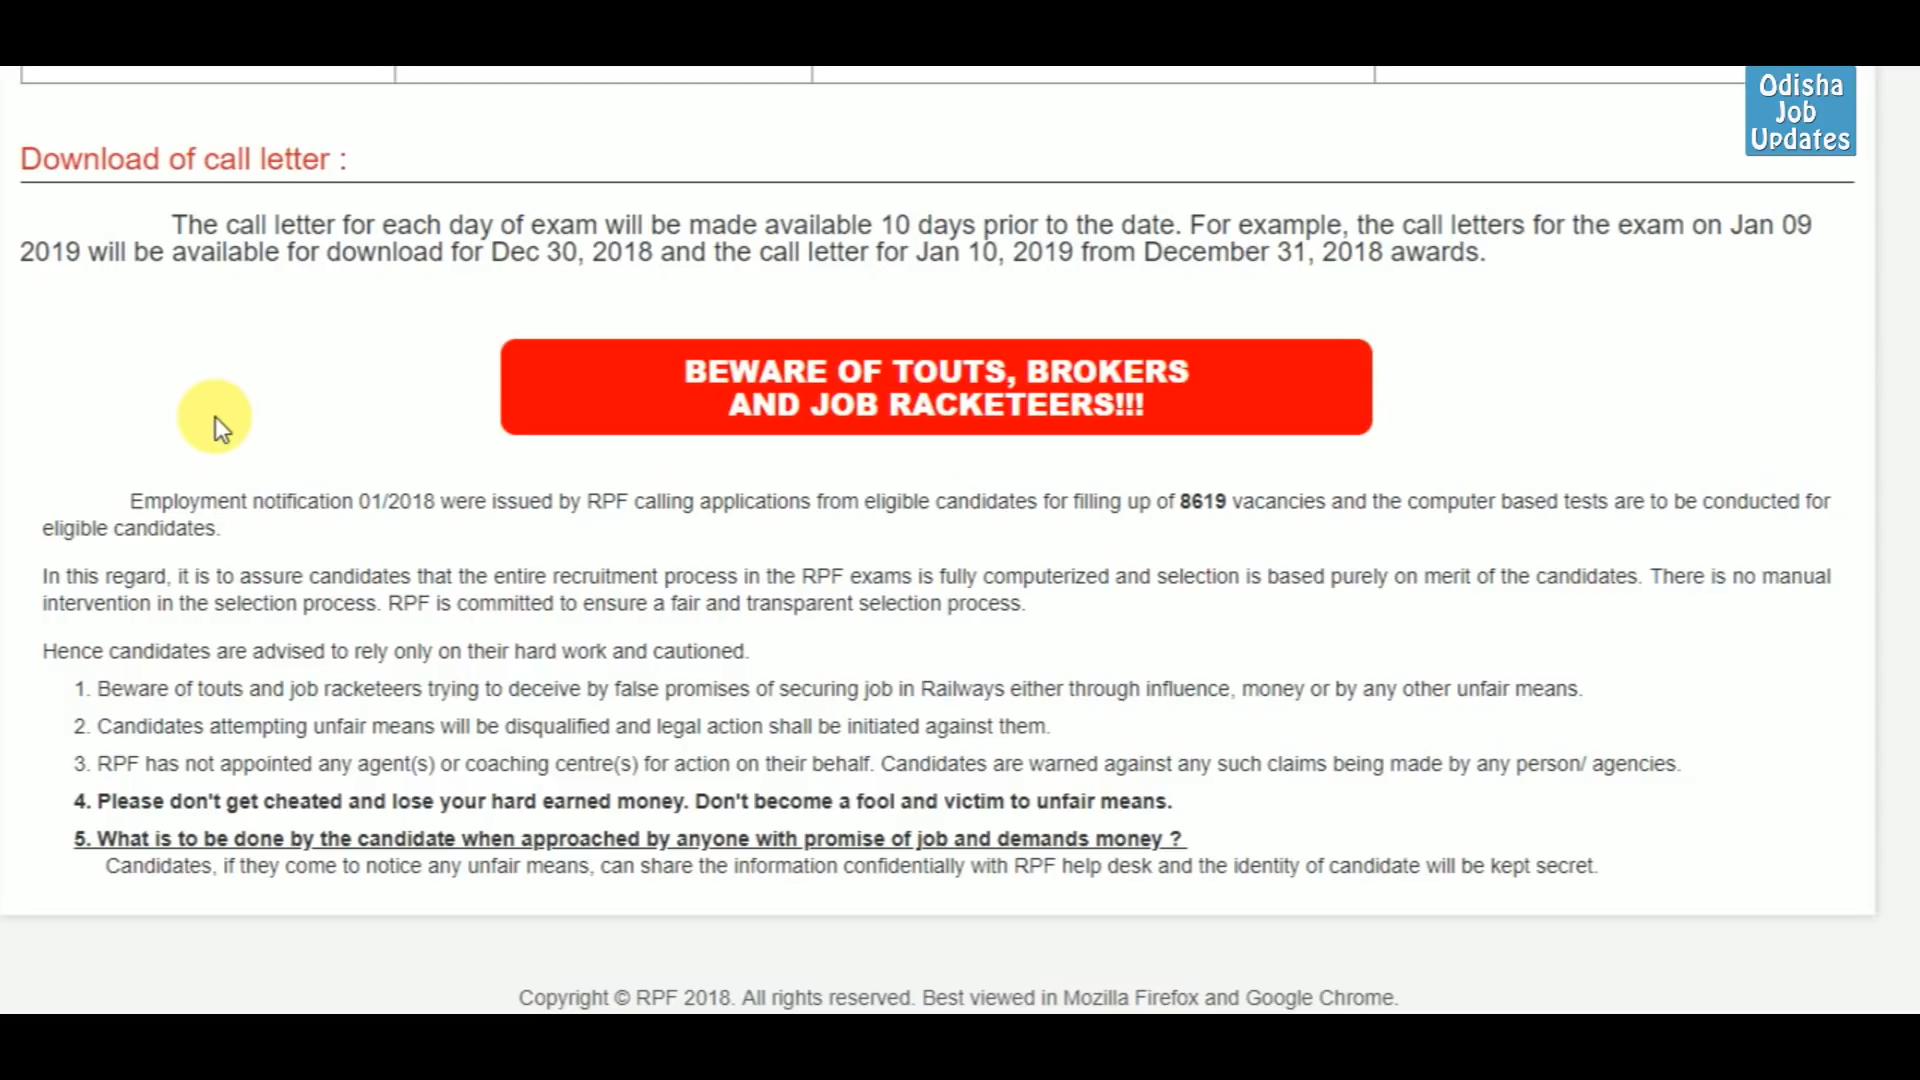 Odisha
Job
Updates
Download of call letter :
The call letter for each day of exam will be made available 10 days prior to the date. For example, the call letters for the exam on Jan 09
2019 will be available for download for Dec 30, 2018 and the call letter for Jan 10, 2019 from December 31, 2018 awards.
BEWARE OF TOUTS, BROKERS
AND JOB RACKETEERS!!!
Employment notification 01/2018 were issued by RPF calling applications from eligible candidates for filling up of 8619 vacancies and the computer based tests are to be conducted for
eligible candidates.
In this regard, it is to assure candidates that the entire recruitment process in the RPF exams is fully computerized and selection is based purely on merit of the candidates. There is no manual
intervention in the selection process. RPF is committed to ensure a fair and transparent selection process.
Hence candidates are advised to rely only on their hard work and cautioned.
1. Beware of touts and job racketeers trying to deceive by false promises of securing job in Railways either through influence, money or by any other unfair means.
2. Candidates attempting unfair means will be disqualified and legal action shall be initiated against them.
3. RPF has not appointed any agent(s) or coaching centre(s) for action on their behalf. Candidates are warned against any such claims being made by any person/ agencies.
4. Please don't get cheated and lose your hard earned money. Don't become a fool and victim to unfair means.
5. What is to be done by the candidate when approached by anyone with promise of job and demands money ?
Candidates, if they come to notice any unfair means, can share the information confidentially with RPF help desk and the identity of candidate will be kept secret.
Copyright © RPF 2018. All rights reserved. Best viewed in Mozilla Firefox and Google Chrome.